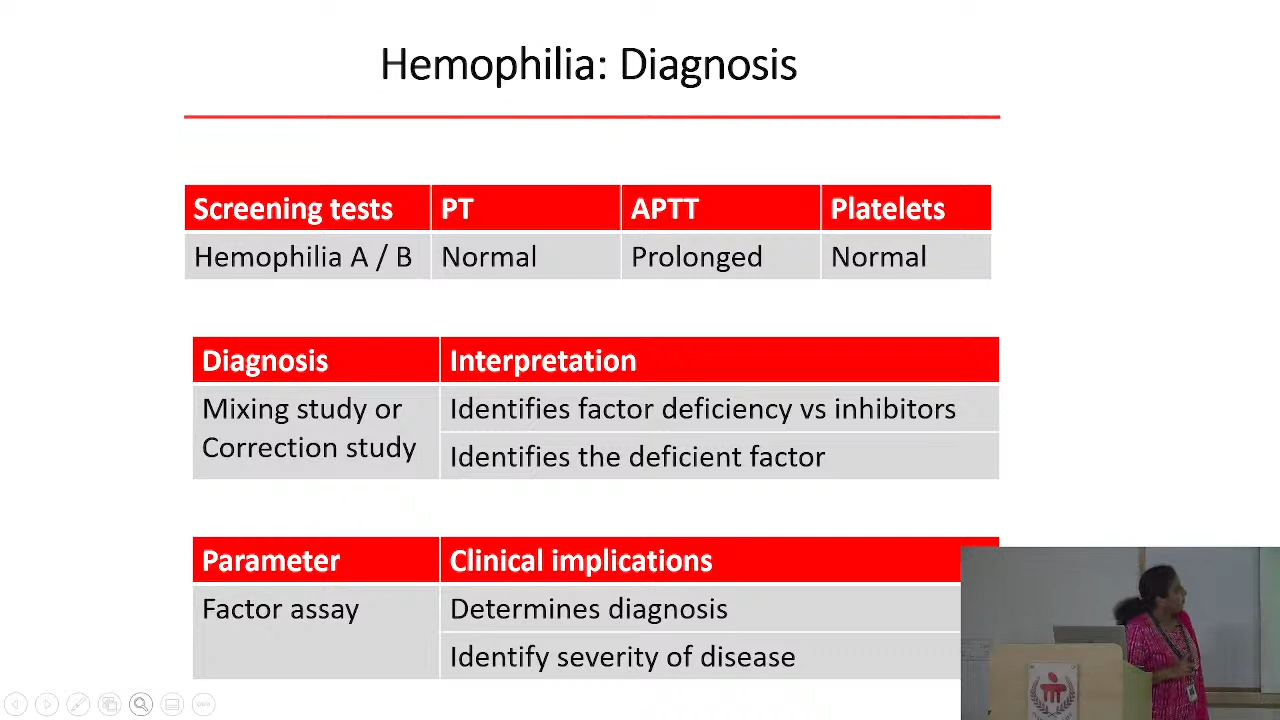 Hemophilia: Diagnosis
Screening tests PT APTT Platelets
Hemophilia A / B Normal Prolonged Normal
Diagnosis Interpretation
Mixing study or Identifies factor deficiency vs inhibitors
Correction study Identifies the deficient factor
Parameter Clinical implications
Factor assay Determines diagnosis
Identify severity of disease